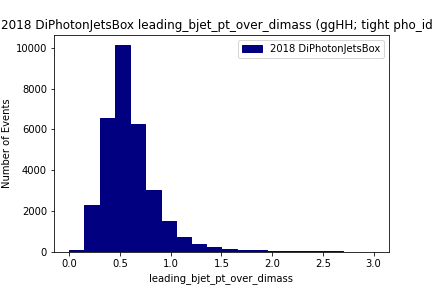 2018 DiPhotonJetsBox leading_bjet_pt_over_dimass (ggHH; tight pho_id
2018 DiPhotonJetsBox
10000
8000
6000
4000
2000
0
Number of Events
0.0 0.5 1.0 1.5 2.0 2.5 3.0
leading_bjet_pt_over_dimass